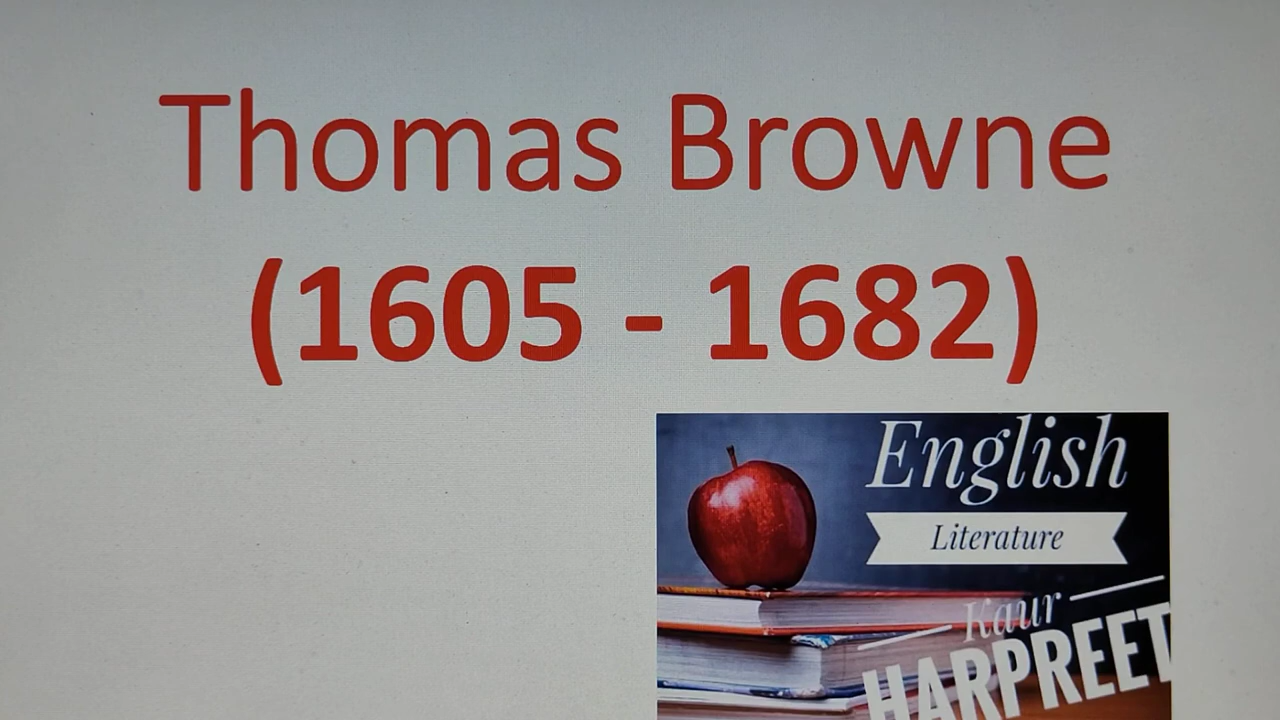 Thomas Browne
(1605 - 1682)
English
Literature
Kaur
HARPREET